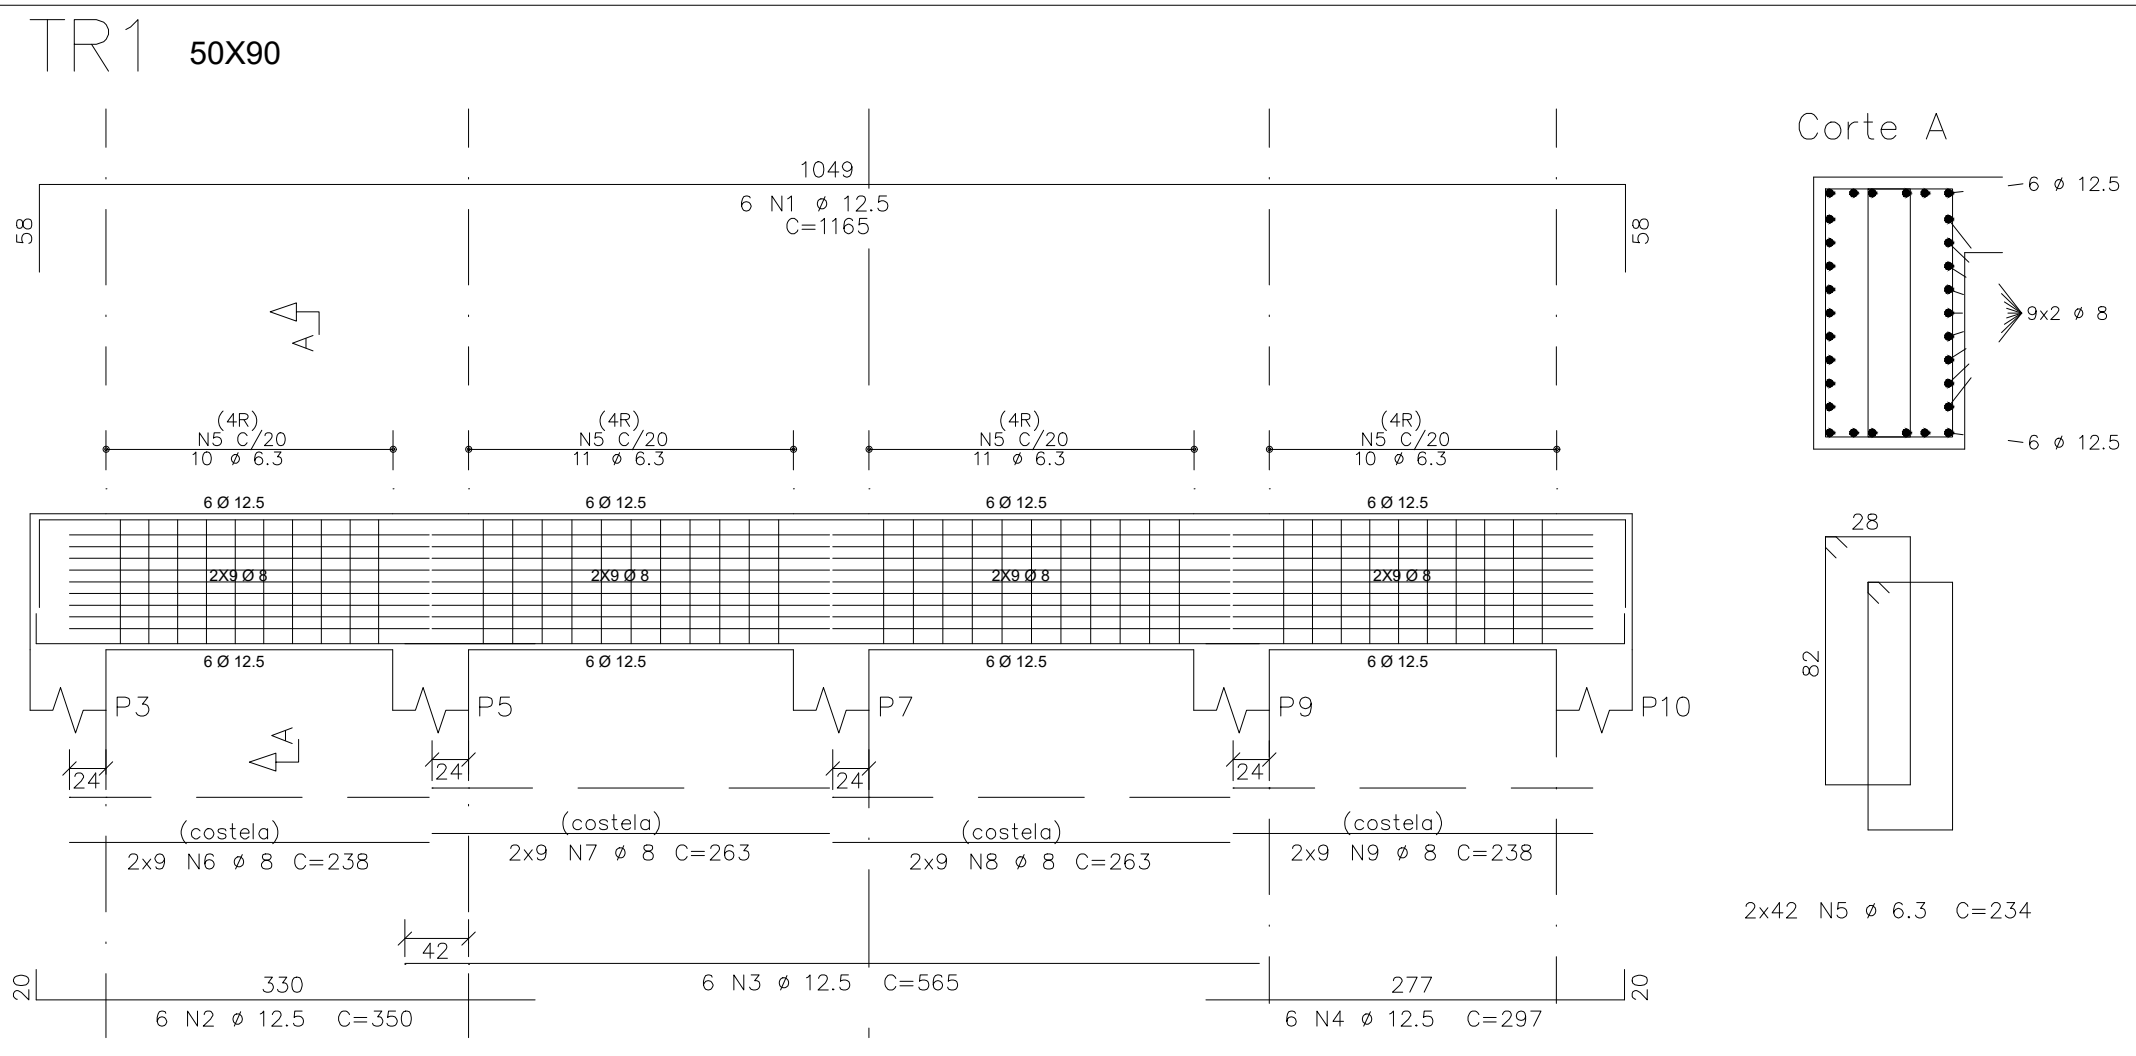 TR1 50X90
Corte A
1049
6 N1 ø 12.5
C=1165
58
58
6 ø 12.5
9x2 ø 8
6 ø 12.5
A
(4R)
N5 C/20
10 ø 6.3
(4R)
N5 C/20
11 ø 6.3
(4R)
N5 C/20
11 ø 6.3
(4R)
N5 C/20
10 ø 6.3
6 Ø 12.5
6 Ø 12.5
6 Ø 12.5
6 Ø 12.5
2X9 Ø 8
2X9 Ø 8
2X9 Ø 8
2X9 Ø 8
6 Ø 12.5
6 Ø 12.5
6 Ø 12.5
6 Ø 12.5
P3
P5
P7
P9
P10
A
24
24
24
24
28
82
(costela)
2x9 N6 ø 8 C=238
(costela)
2x9 N7 ø 8 C=263
(costela)
2x9 N8 ø 8 C=263
(costela)
2x9 N9 ø 8 C=238
2x42 N5 ø 6.3 C=234
42
20
330
6 N2 ø 12.5 C=350
6 N3 ø 12.5 C=565
277
20
6 N4 ø 12.5 C=297